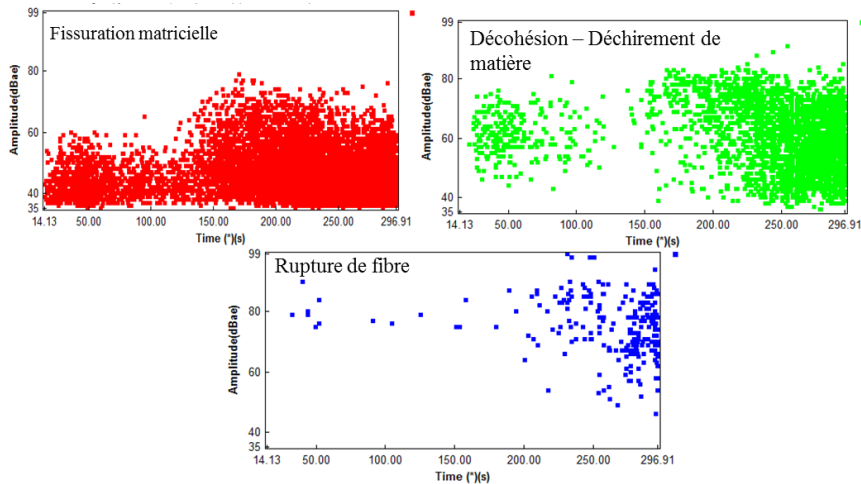 Fissuration matricielle
99
80
60
40
35
Amplitude(dBae)
14.13 50.00 100.00 150.00 200.00 250.00 296.91
Time (*)(s)
Décohésion – Déchirement de
matière
99
80
60
40
35
Amplitude(dBae)
14.13 50.00 100.00 150.00 200.00 250.00 296.91
Time (*)(s)
Rupture de fibre
99
80
60
40
35
Amplitude(dBae)
14.13 50.00 100.00 150.00 200.00 250.00 296.91
Time (*)(s)